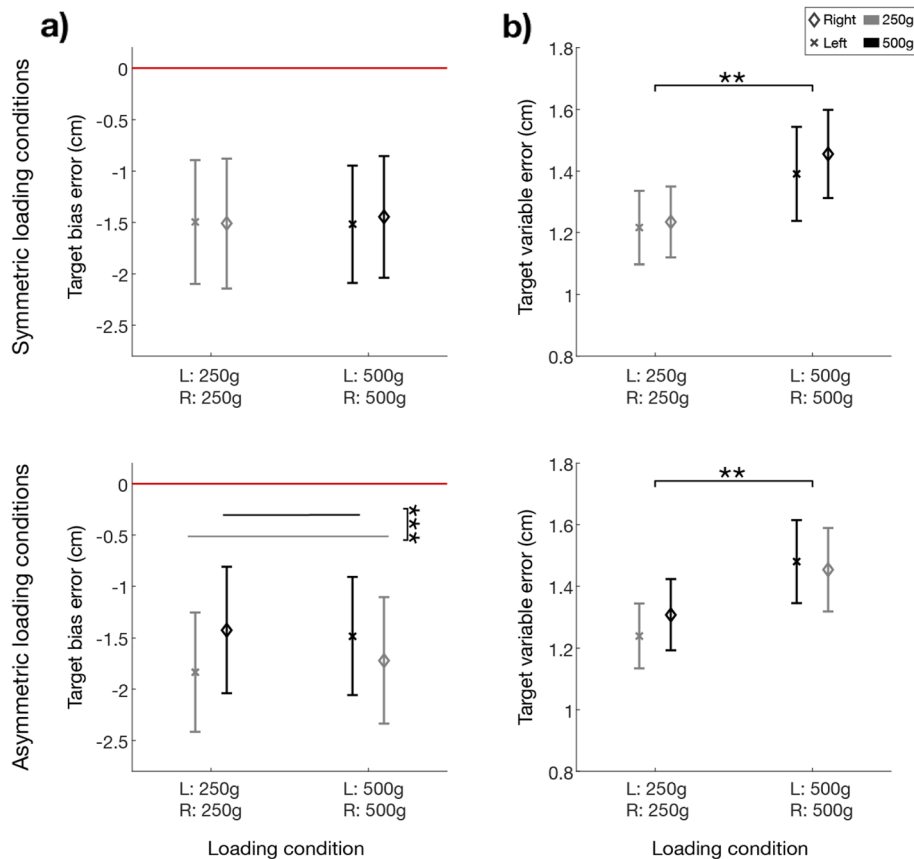 a)
b)
Right 250g
Left 500g
Symmetric loading conditions
Target bias error (cm)
0
-0.5
-1
-1.5
-2
-2.5
L: 250g
R: 250g
L: 500g
R: 500g
Target variable error (cm)
1.8
1.6
1.4
1.2
1
0.8
**
L: 250g
R: 250g
L: 500g
R: 500g
Asymmetric loading conditions
Target bias error (cm)
0
-0.5
-1
-1.5
-2
-2.5
***
L: 250g
R: 250g
L: 500g
R: 500g
Loading condition
Target variable error (cm)
1.8
1.6
1.4
1.2
1
0.8
**
L: 250g
R: 250g
L: 500g
R: 500g
Loading condition